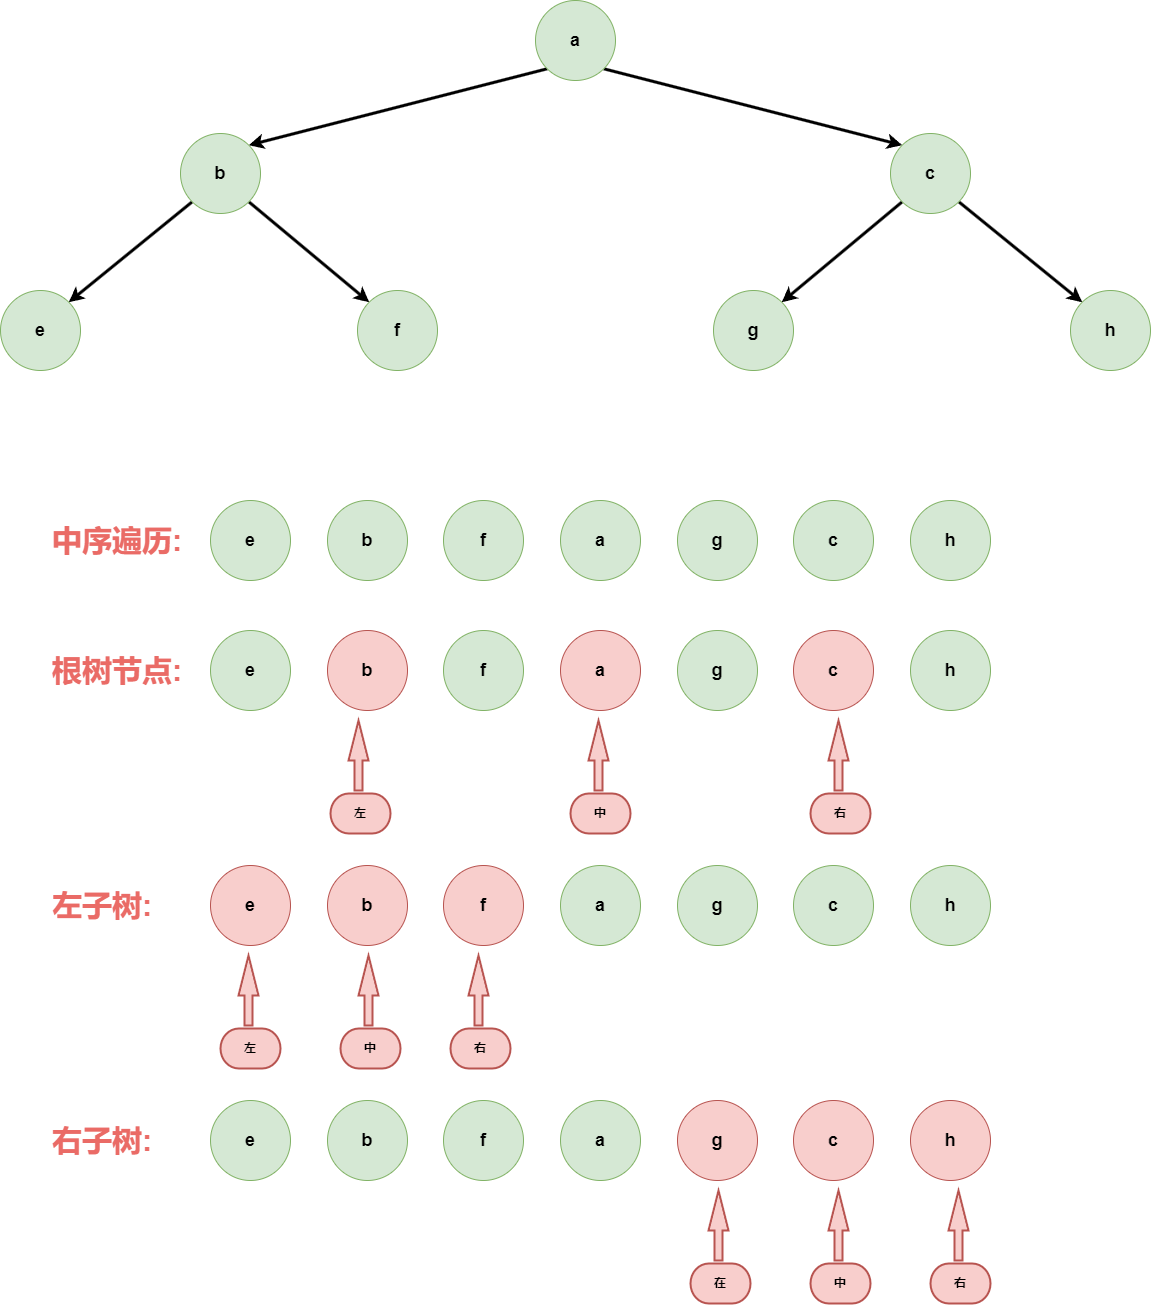 a
b c
e f g h
中序遍历: e b f a g c h
根树节点: e b f a g c h
左 中 右
左子树: e b f a g c h
左 中 右
右子树: e b f a g c h
在 中 右